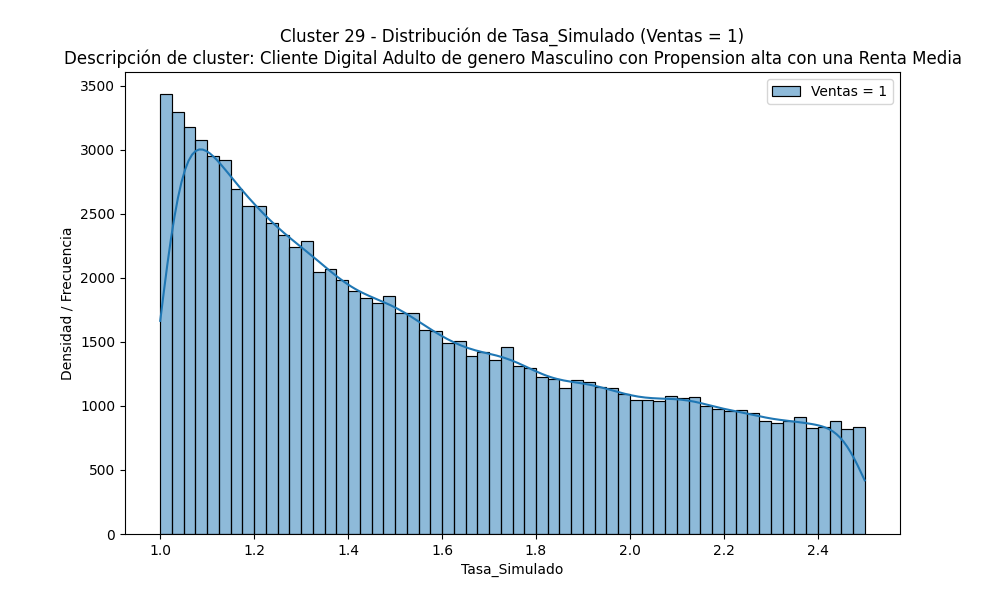 Cluster 29 - Distribución de Tasa_Simulado (Ventas = 1)
Descripción de cluster: Cliente Digital Adulto de genero Masculino con Propension alta con una Renta Media
Ventas = 1
Densidad / Frecuencia
3500
3000
2500
2000
1500
1000
500
0
1.0 1.2 1.4 1.6 1.8 2.0 2.2 2.4
Tasa_Simulado